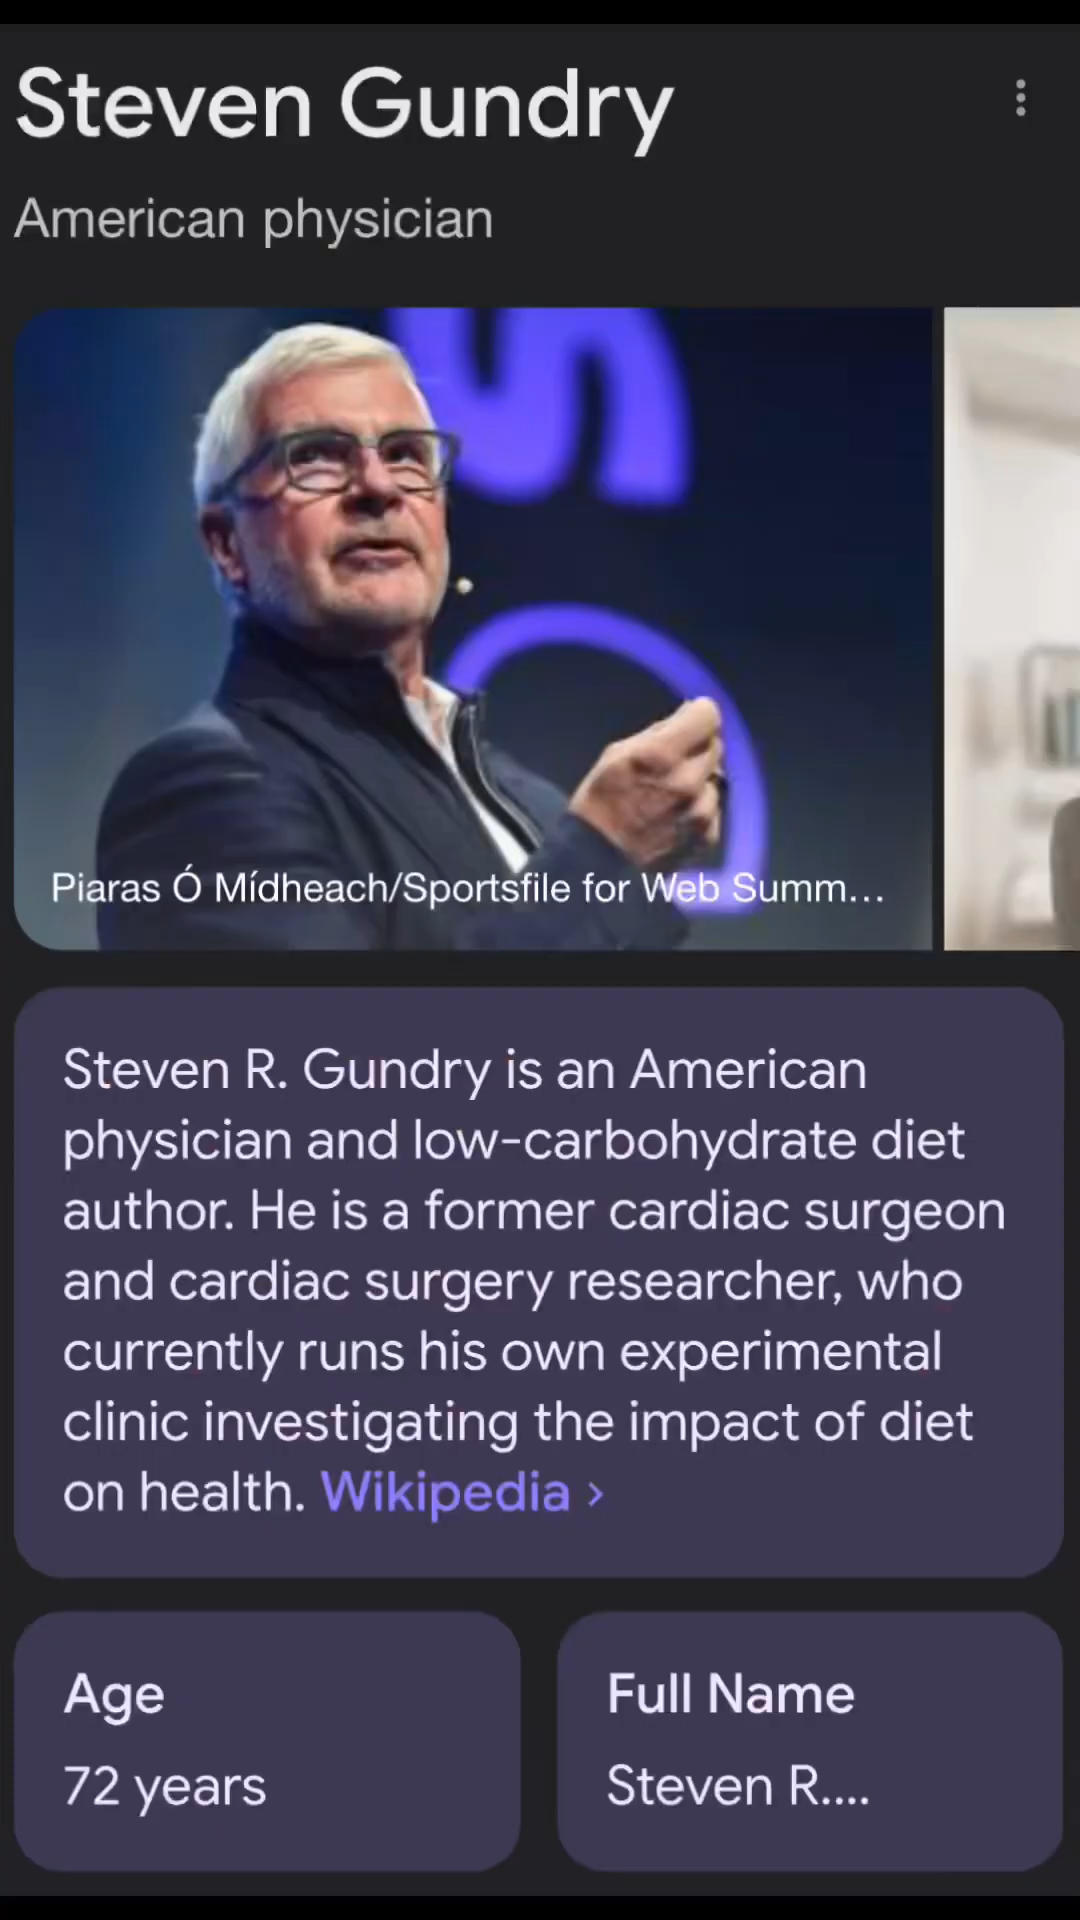 Steven Gundry
American physician
Piaras Ó Mídheach/Sportsfile for Web Summ...
Steven R. Gundry is an American
physician and low-carbohydrate diet
author. He is a former cardiac surgeon
and cardiac surgery researcher, who
currently runs his own experimental
clinic investigating the impact of diet
on health. Wikipedia >
Age
72 years
Full Name
Steven R....